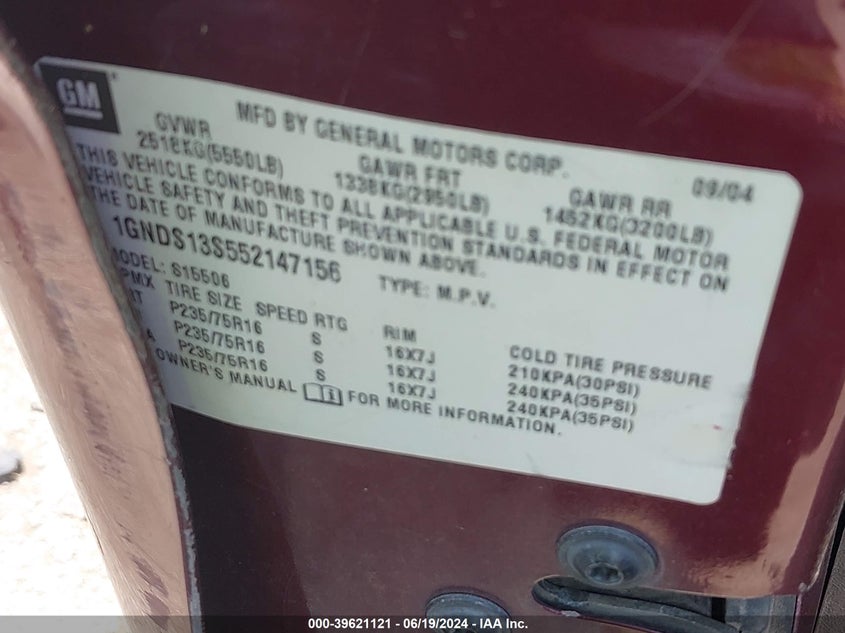 GM
MFD BY GENERAL MOTORS CORP. 09/04
GVWR GAWR FRT GAWR RR
2518KG(5550LB) 1338KG(2950LB) 1452KG(3200LB)
THIS VEHICLE CONFORMS TO ALL APPLICABLE U.S. FEDERAL MOTOR
VEHICLE SAFETY AND THEFT PREVENTION STANDARDS IN EFFECT ON
THE DATE OF MANUFACTURE SHOWN ABOVE.
1GNDS13S552147156 TYPE: M.P.V.
MODEL: S15506
PMX TIRE SIZE SPEED RTG RIM COLD TIRE PRESSURE
P235/75R16 S 16X7J 210KPA(30PSI)
P235/75R16 S 16X7J 240KPA(35PSI)
P235/75R16 S 16X7J 240KPA(35PSI)
OWNER'S MANUAL FOR MORE INFORMATION.
000-39621121 - 06/19/2024 - IAA Inc.